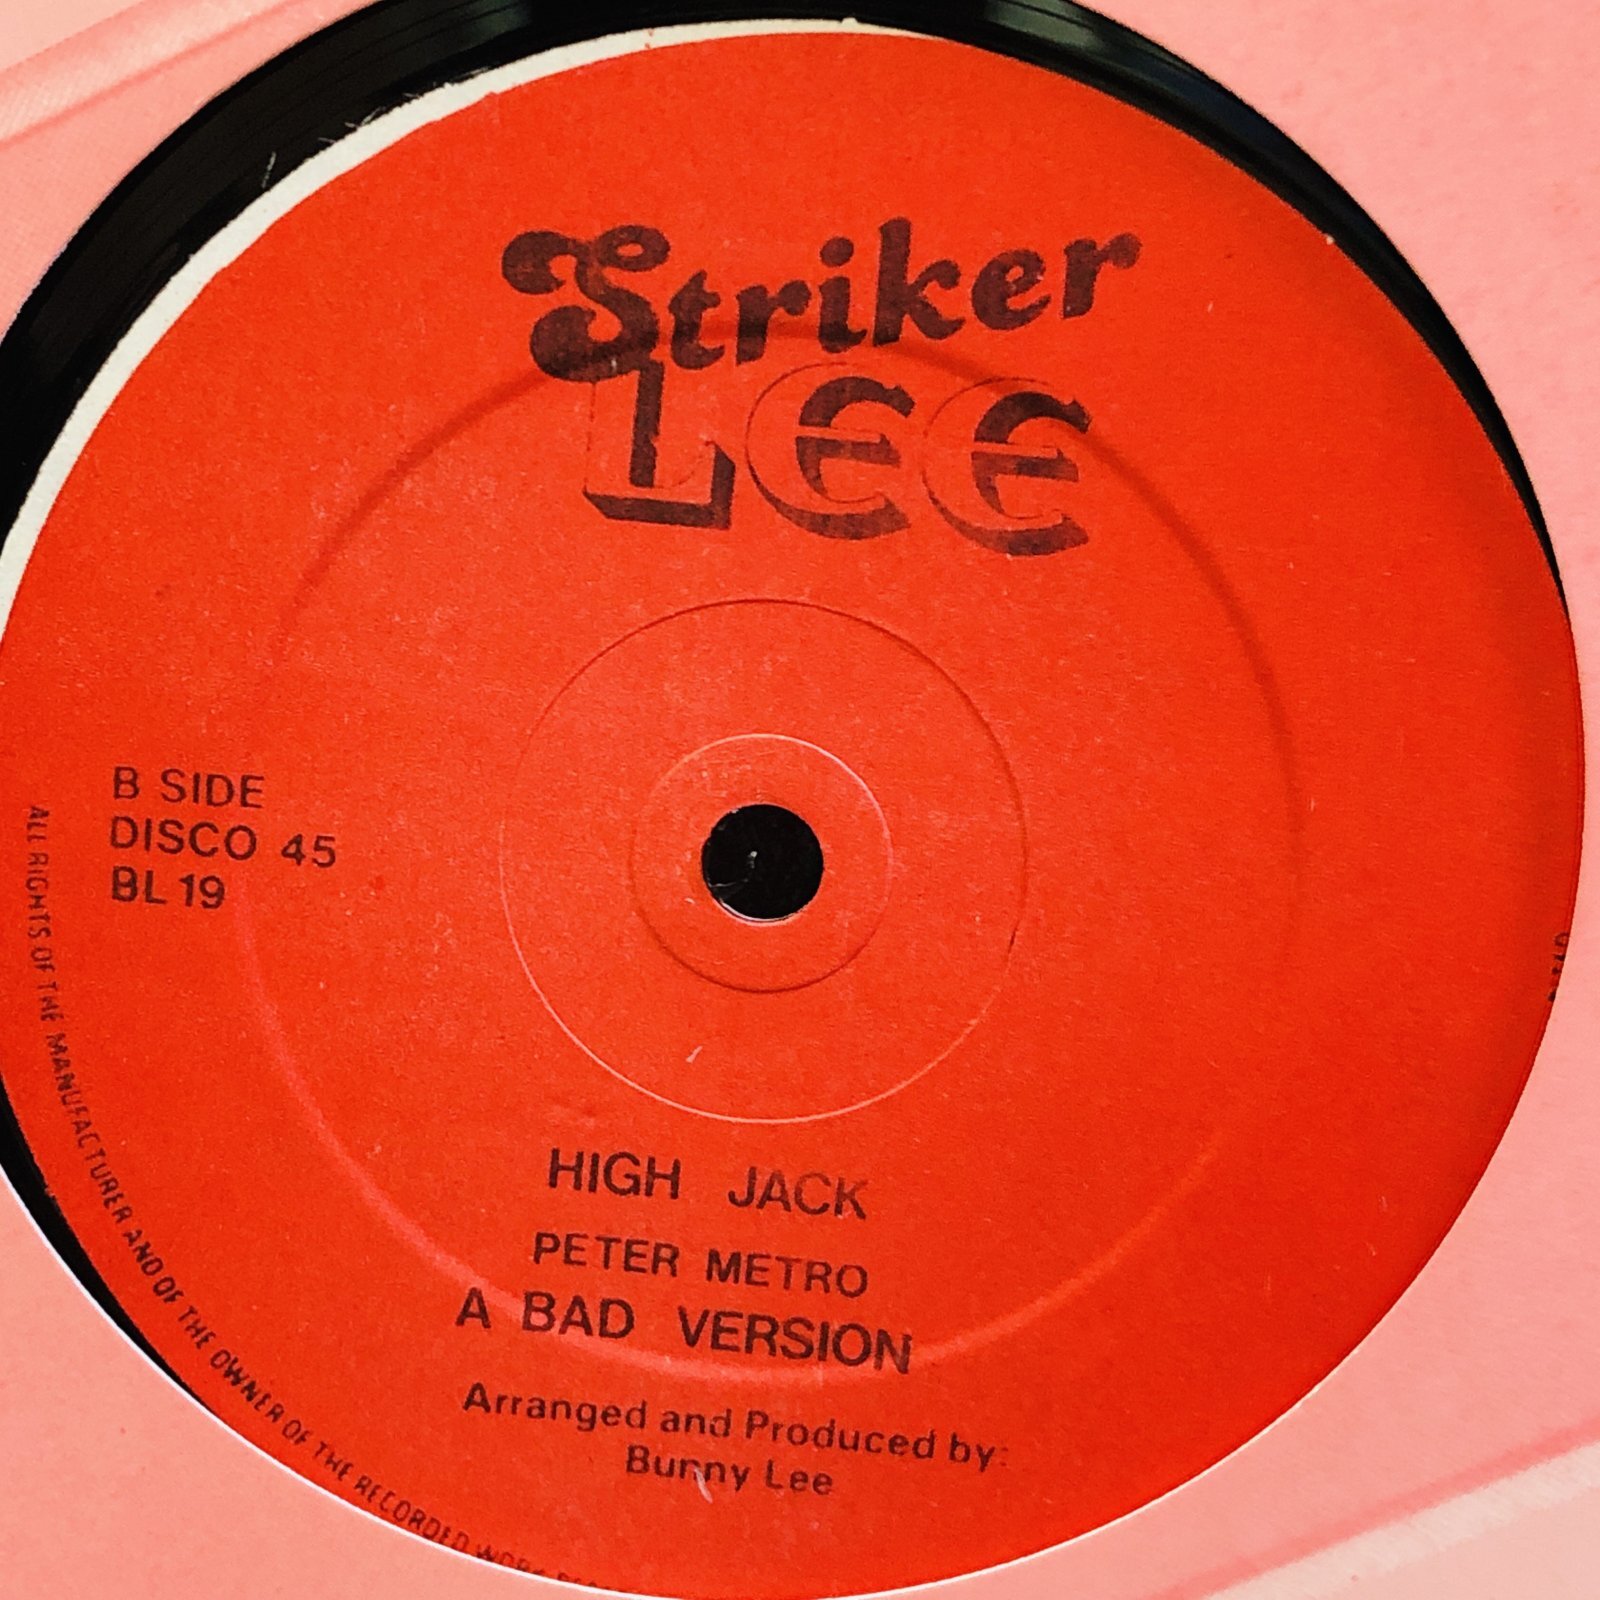 Striker
LEE
B SIDE
DISCO 45
BL 19
HIGH JACK
PETER METRO
A BAD VERSION
Arranged and Produced by:
Bunny Lee
ALL RIGHTS OF THE MANUFACTURER AND OF THE OWNER OF THE RECORDED